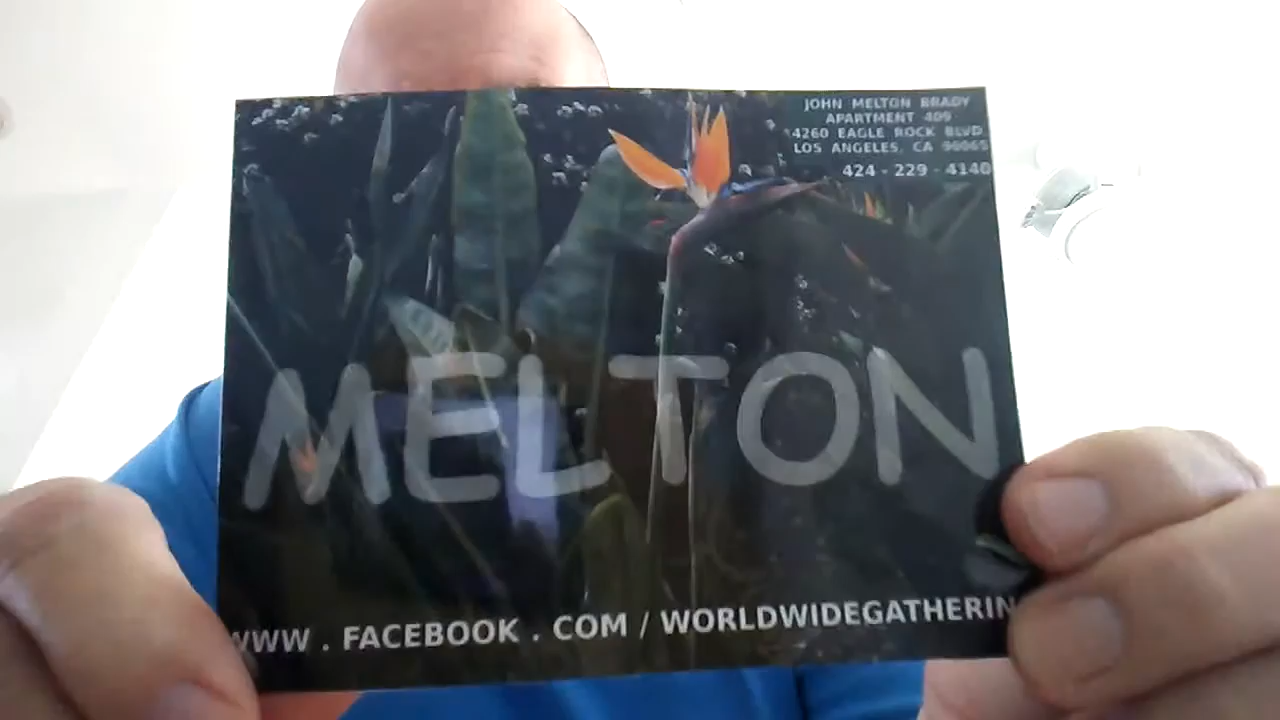 JOHN MELTON BRADY
APARTMENT 409
4260 EAGLE ROCK BLVD.
LOS ANGELES, CA 90065
424 - 229 - 4140
MELTON
WWW . FACEBOOK . COM / WORLDWIDEGATHERIN